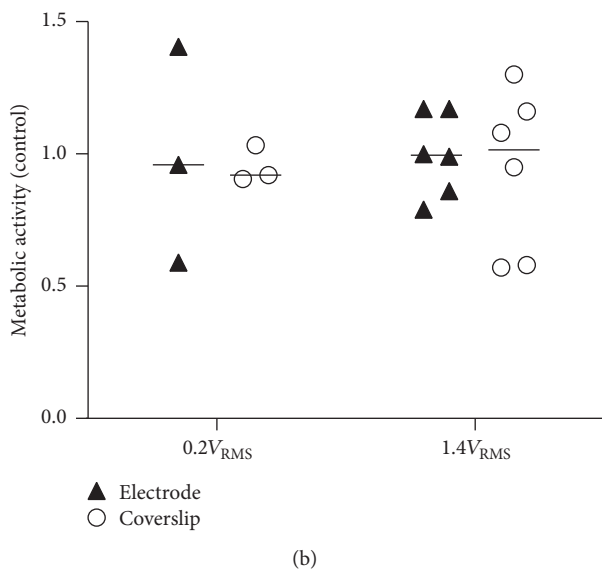 1.5
1.0
0.5
0.0
Metabolic activity (control)
0.2V_RMS
1.4V_RMS
Electrode
Coverslip
(b)